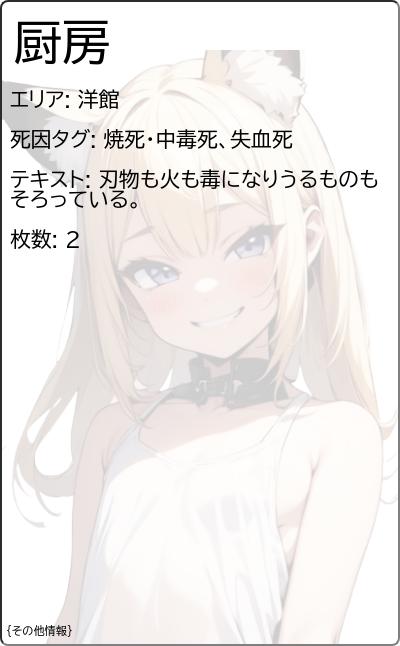 厨房
エリア: 洋館
死因タグ: 焼死・中毒死、失血死
テキスト: 刃物も火も毒になりうるものも
そろっている。
枚数: 2
{その他情報}